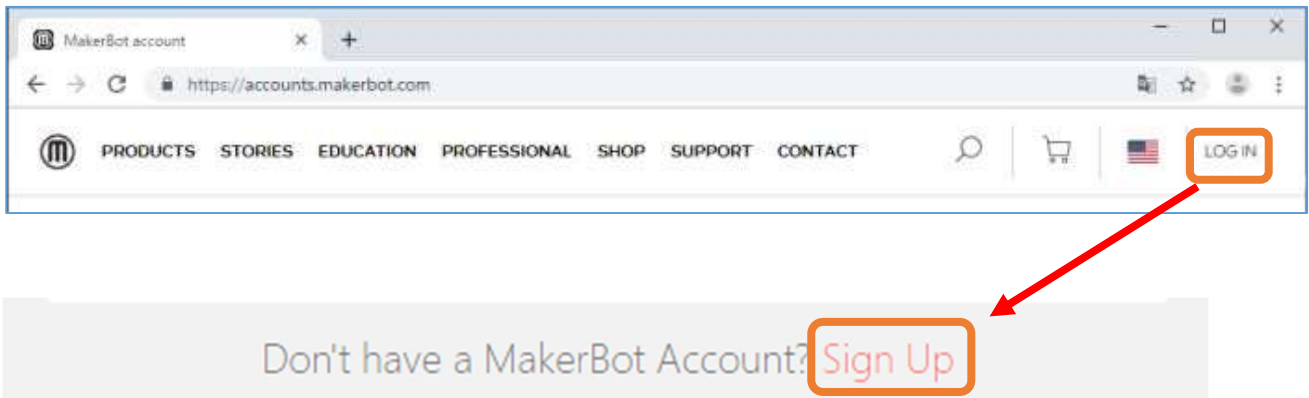 MakerBot account
https://accounts.makerbot.com
PRODUCTS STORIES EDUCATION PROFESSIONAL SHOP SUPPORT CONTACT LOG IN
Don't have a MakerBot Account? Sign Up